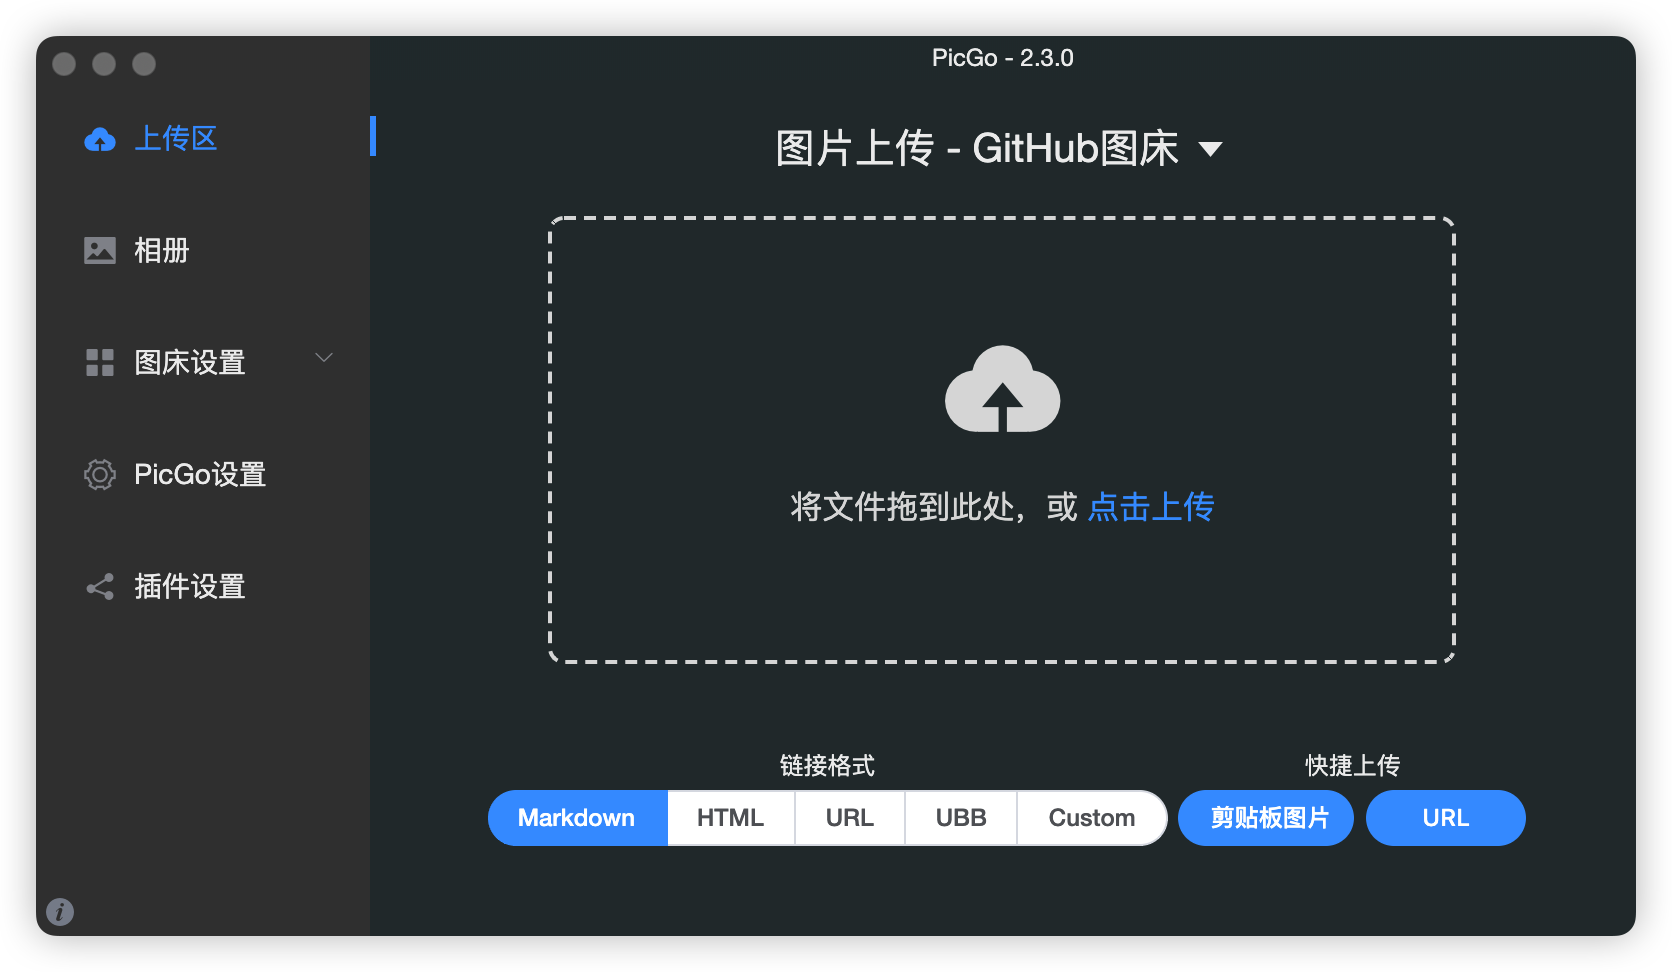 PicGo - 2.3.0
上传区
相册
图床设置
PicGo设置
插件设置
图片上传 - GitHub图床
将文件拖到此处，或 点击上传
链接格式
Markdown HTML URL UBB Custom
快捷上传
剪贴板图片 URL
i